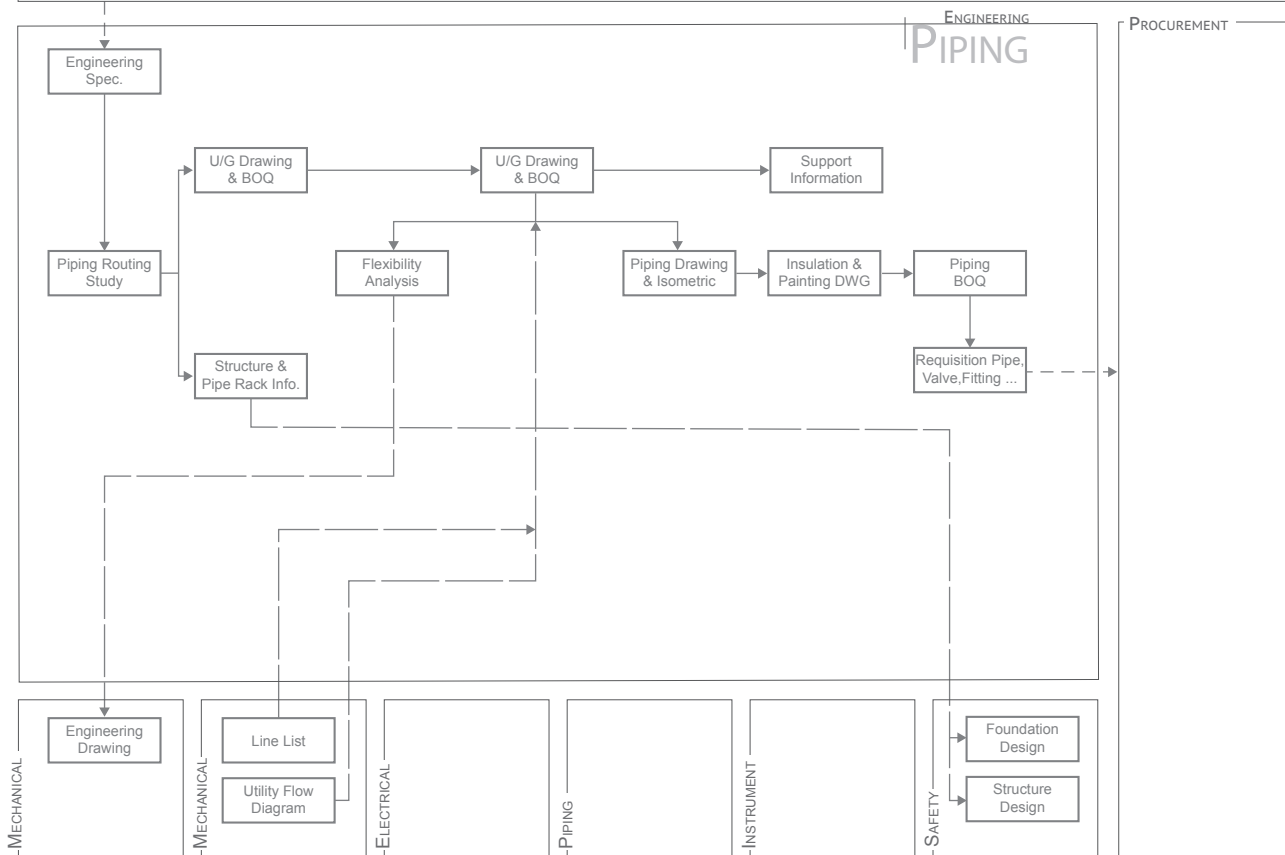 ENGINEERING
PIPING
PROCUREMENT
Engineering
Spec.
U/G Drawing
& BOQ
U/G Drawing
& BOQ
Support
Information
Piping Routing
Study
Flexibility
Analysis
Piping Drawing
& Isometric
Insulation &
Painting DWG
Piping
BOQ
Structure &
Pipe Rack Info.
Requisition Pipe,
Valve,Fitting ...
MECHANICAL
Engineering
Drawing
MECHANICAL
Line List
Utility Flow
Diagram
ELECTRICAL
PIPING
INSTRUMENT
SAFETY
Foundation
Design
Structure
Design